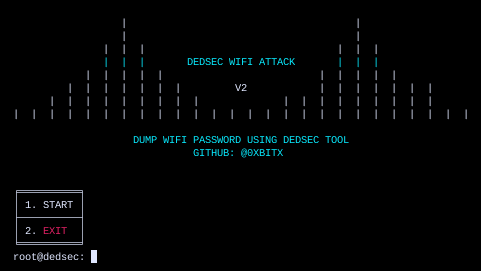 DEDSEC WIFI ATTACK
V2
DUMP WIFI PASSWORD USING DEDSEC TOOL
GITHUB: @0XBITX
1. START
2. EXIT
root@dedsec: